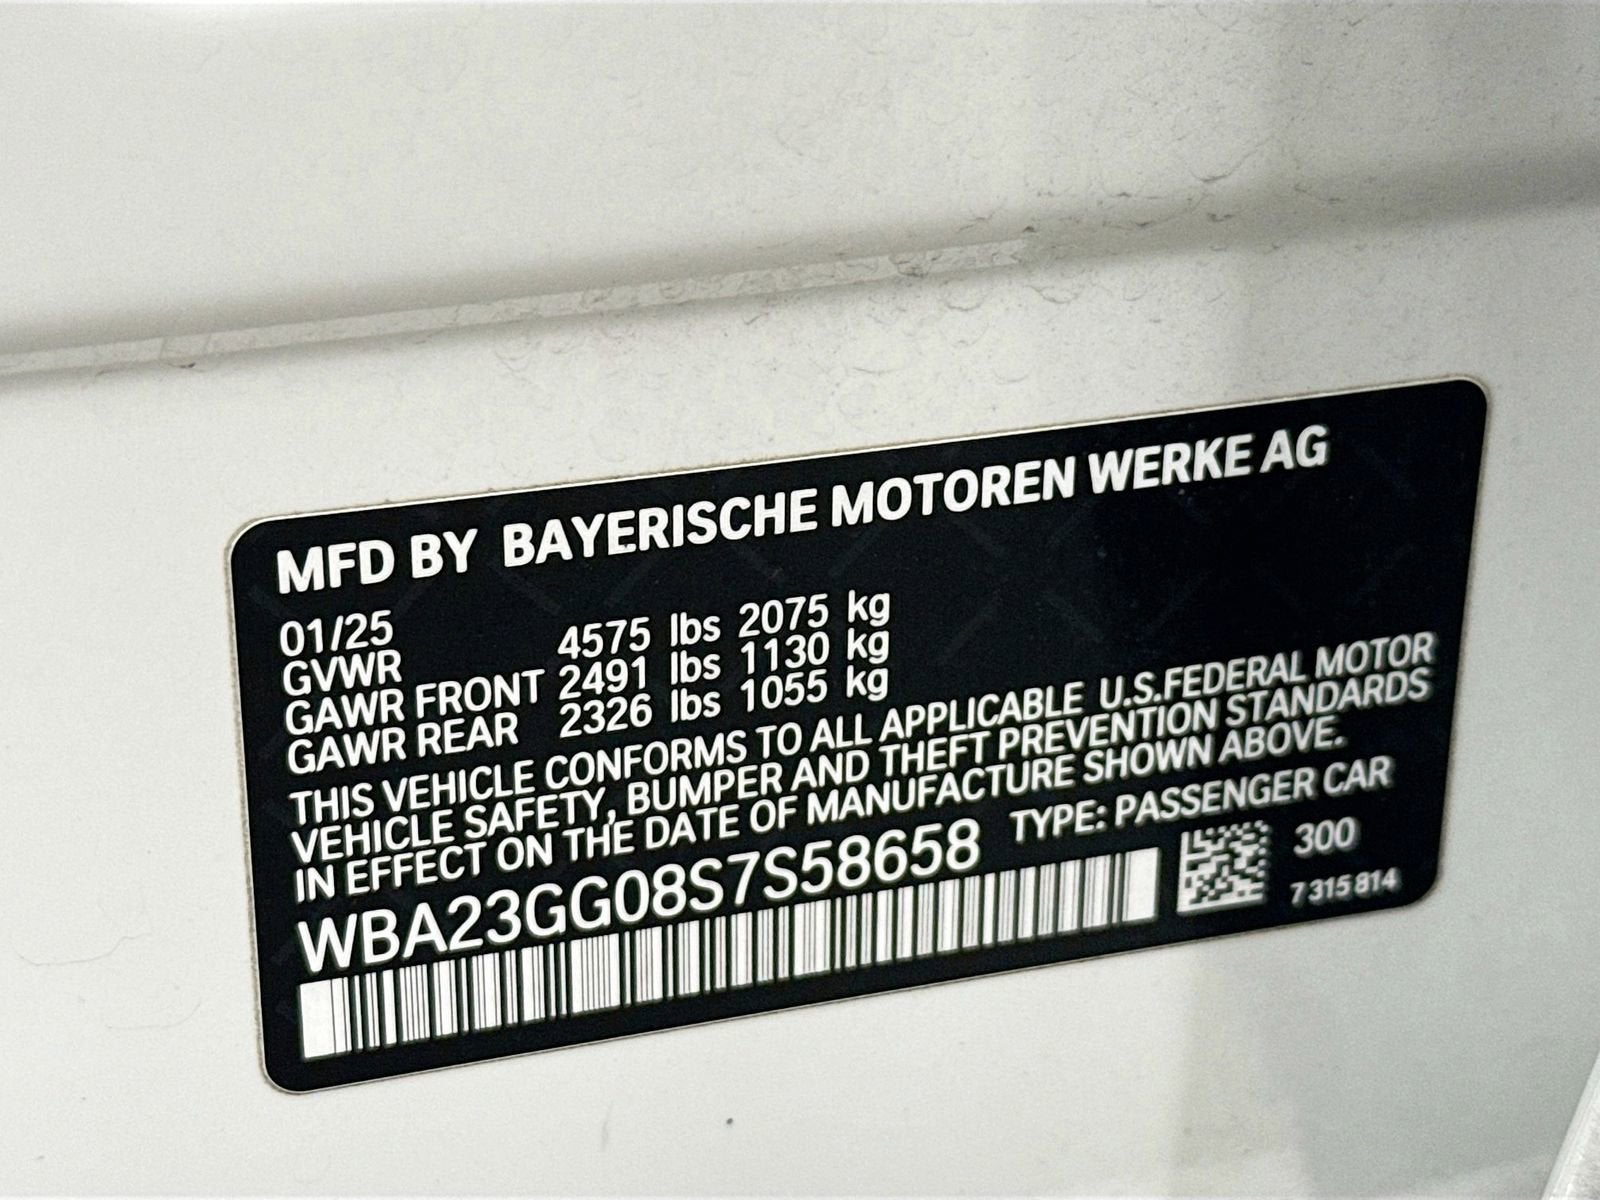 MFD BY BAYERISCHE MOTOREN WERKE AG
01/25
GVWR 4575 lbs 2075 kg
GAWR FRONT 2491 lbs 1130 kg
GAWR REAR 2326 lbs 1055 kg
THIS VEHICLE CONFORMS TO ALL APPLICABLE U.S.FEDERAL MOTOR
VEHICLE SAFETY, BUMPER AND THEFT PREVENTION STANDARDS
IN EFFECT ON THE DATE OF MANUFACTURE SHOWN ABOVE.
WBA23GG08S7S58658 TYPE: PASSENGER CAR
300
7 315 814